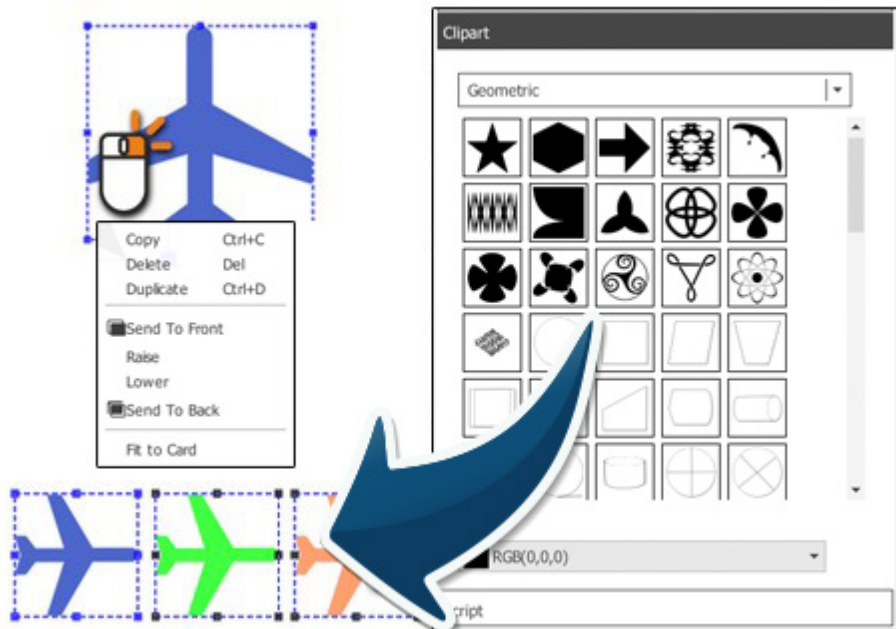 Clipart
Geometric
Copy Ctrl+C
Delete Del
Duplicate Ctrl+D
Send To Front
Raise
Lower
Send To Back
Fit to Card
RGB(0,0,0)